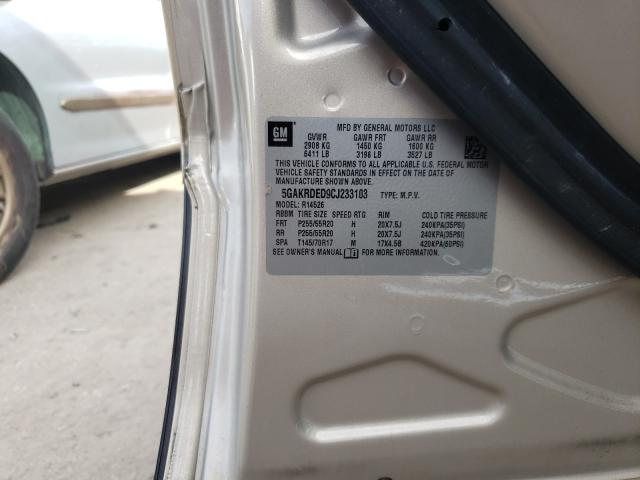 GM
MFD BY GENERAL MOTORS LLC
GVWR GAWR FRT GAWR RR
2908 KG 1450 KG 1600 KG
6411 LB 3196 LB 3527 LB
THIS VEHICLE CONFORMS TO ALL APPLICABLE U.S. FEDERAL MOTOR
VEHICLE SAFETY STANDARDS IN EFFECT ON THE DATE OF
MANUFACTURE SHOWN ABOVE.
5GAKRDED9CJ233103 TYPE: M.P.V.
MODEL: R14526
RBBM TIRE SIZE SPEED RTG RIM COLD TIRE PRESSURE
FRT P255/55R20 H 20X7.5J 240KPA(35PSI)
RR P255/55R20 H 20X7.5J 240KPA(35PSI)
SPA T145/70R17 M 17X4.5B 420KPA(60PSI)
SEE OWNER'S MANUAL FOR MORE INFORMATION.